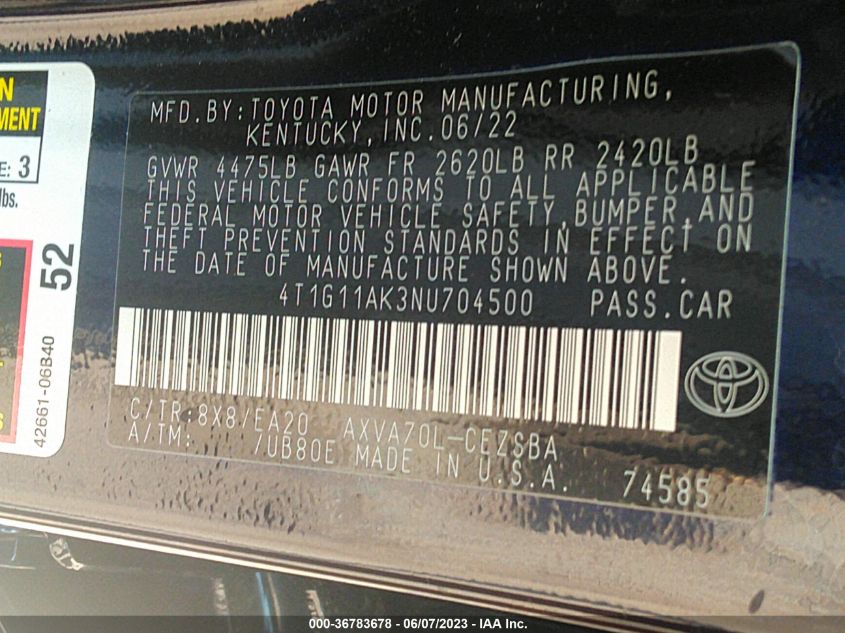 N
MENT
E: 3
lbs.
52
42661-06B40
MFD.BY:TOYOTA MOTOR MANUFACTURING,
KENTUCKY,INC.06/22
GVWR 4475LB GAWR FR 2620LB RR 2420LB
THIS VEHICLE CONFORMS TO ALL APPLICABLE
FEDERAL MOTOR VEHICLE SAFETY,BUMPER,AND
THEFT PREVENTION STANDARDS IN EFFECT ON
THE DATE OF MANUFACTURE SHOWN ABOVE.
4T1G11AK3NU704500 PASS.CAR
C/TR:8X8/EA20 AXVA70L-CEZSBA
A/TM: /UB80E MADE IN U.S.A. 74585
000-36783678 - 06/07/2023 - IAA Inc.